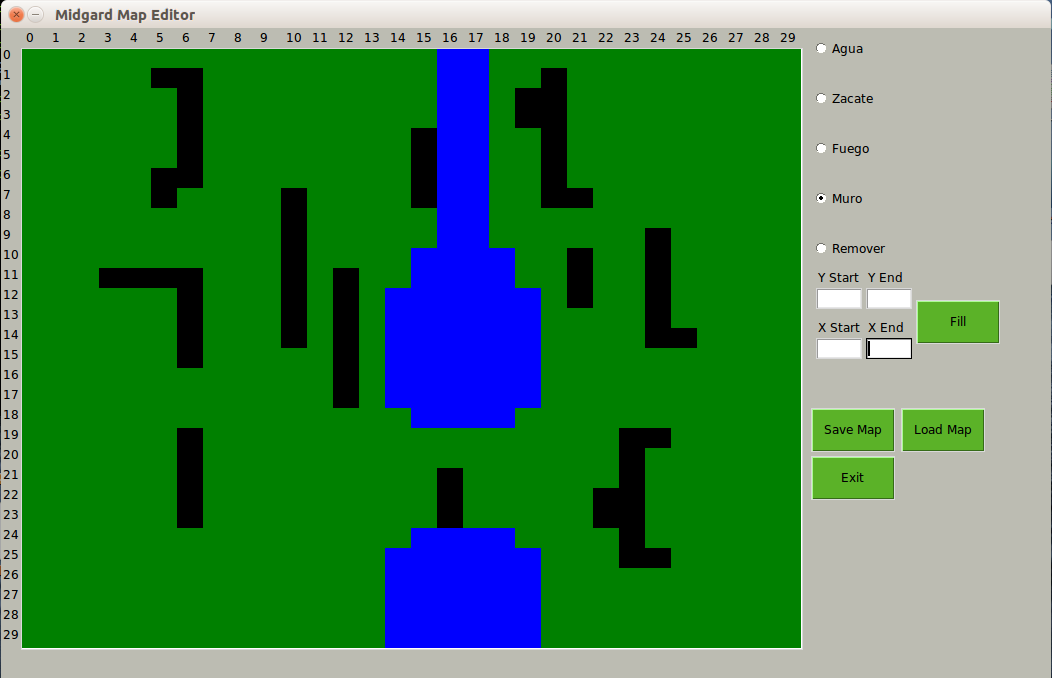 Midgard Map Editor
0 1 2 3 4 5 6 7 8 9 10 11 12 13 14 15 16 17 18 19 20 21 22 23 24 25 26 27 28 29
0
1
2
3
4
5
6
7
8
9
10
11
12
13
14
15
16
17
18
19
20
21
22
23
24
25
26
27
28
29
Agua
Zacate
Fuego
Muro
Remover
Y Start Y End
Fill
X Start X End
Save Map Load Map
Exit